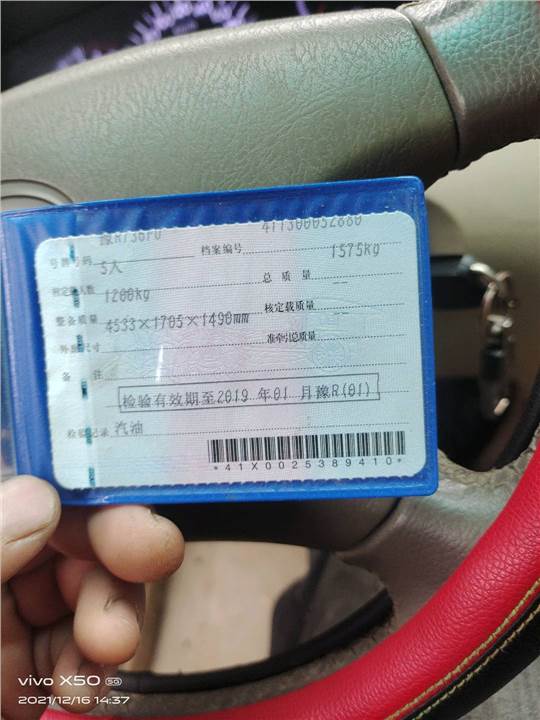 号牌号码
档案编号 411300052880
核定载人数 5人
总质量 1575kg
整备质量 1200kg
核定载质量 --
外廓尺寸 4533×1705×1490mm
准牵引总质量 --
备 注
检验有效期至2019年01月豫R(01)
检验记录 汽油
*41X0025389410*
vivo X50 5G
2021/12/16 14:37